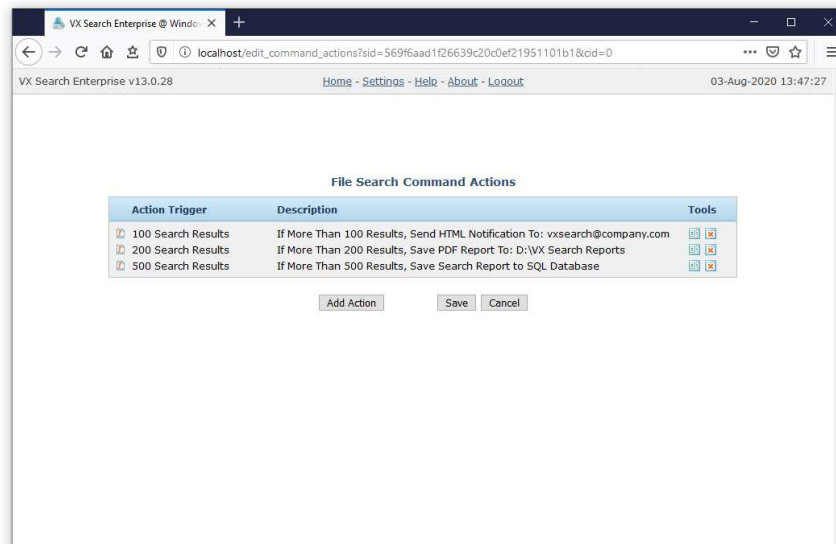 VX Search Enterprise @ Window
localhost/edit_command_actions?sid=569f6aad1f26639c20c0ef21951101b1&cid=0
VX Search Enterprise v13.0.28 Home - Settings - Help - About - Logout 03-Aug-2020 13:47:27
File Search Command Actions
Action Trigger Description Tools
100 Search Results If More Than 100 Results, Send HTML Notification To: vxsearch@company.com
200 Search Results If More Than 200 Results, Save PDF Report To: D:\VX Search Reports
500 Search Results If More Than 500 Results, Save Search Report to SQL Database
Add Action Save Cancel